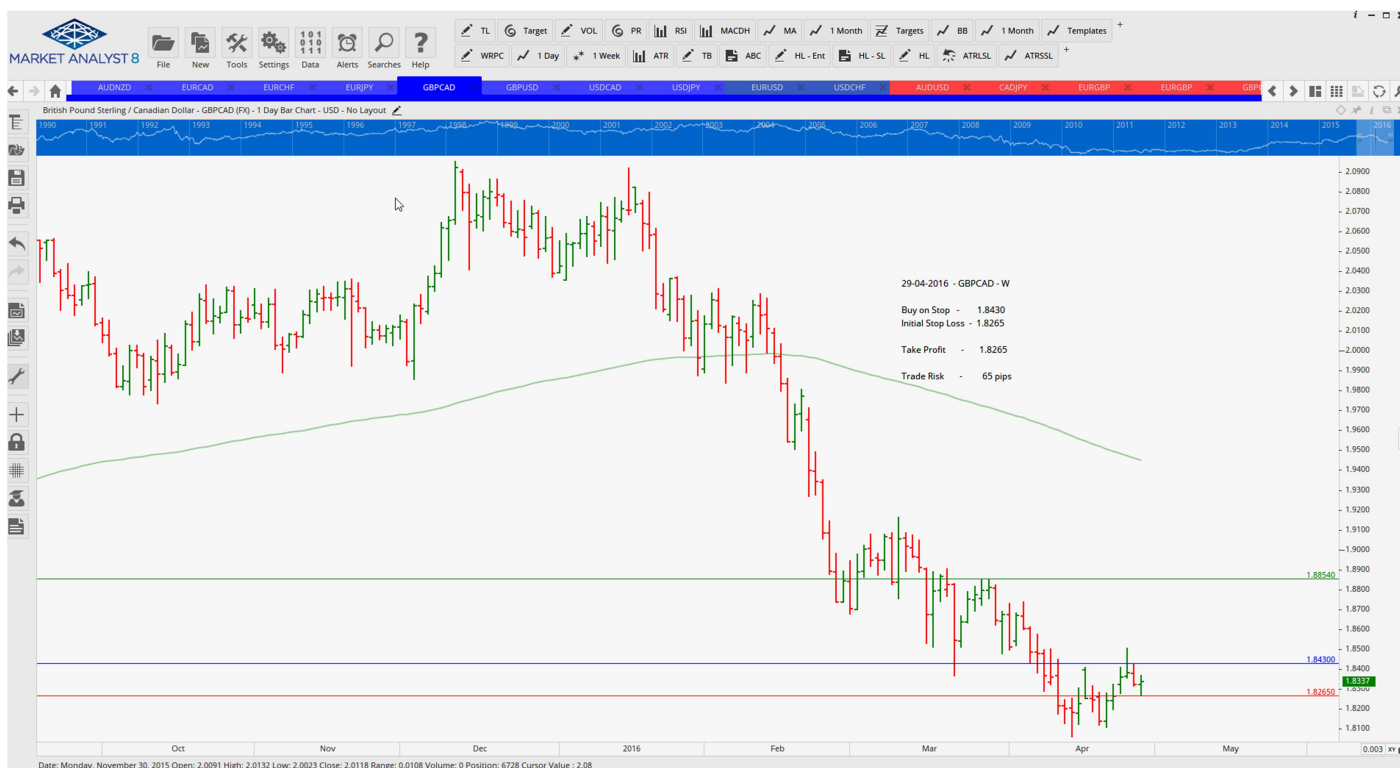 MARKET ANALYST 8
File New Tools Settings Data Alerts Searches Help
TL Target VOL PR RSI MACDH MA 1 Month Targets BB 1 Month Templates
WRPC 1 Day 1 Week ATR TB ABC HL - Ent HL - SL HL ATRLSL ATRSSL
AUDNZD EURCAD EURCHF EURJPY GBPCAD GBPUSD USDCAD USDJPY EURUSD USDCHF AUDUSD CADJPY EURGBP EURGBP
British Pound Sterling / Canadian Dollar - GBPCAD (FX) - 1 Day Bar Chart - USD - No Layout
1990 1991 1992 1993 1994 1995 1996 1997 1998 1999 2000 2001 2002 2003 2004 2005 2006 2007 2008 2009 2010 2011 2012 2013 2014 2015 2016
29-04-2016 - GBPCAD - W
Buy on Stop - 1.8430
Initial Stop Loss - 1.8265
Take Profit - 1.8265
Trade Risk - 65 pips
2.0900
2.0800
2.0700
2.0600
2.0500
2.0400
2.0300
2.0200
2.0100
2.0000
1.9900
1.9800
1.9700
1.9600
1.9500
1.9400
1.9300
1.9200
1.9100
1.9000
1.8900
1.88540
1.8800
1.8700
1.8600
1.8500
1.84300
1.8400
1.8337
1.8300
1.82650
1.8200
1.8100
Oct Nov Dec 2016 Feb Mar Apr May
0.003 XY
Date: Monday, November 30, 2015 Open: 2.0091 High: 2.0132 Low: 2.0023 Close: 2.0118 Range: 0.0108 Volume: 0 Position: 6728 Cursor Value : 2.08